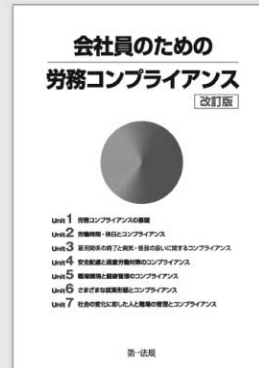 会社員のための
労務コンプライアンス
改訂版
Unit 1 労務コンプライアンスの基礎
Unit 2 労働時間・休日とコンプライアンス
Unit 3 雇用関係の終了と病気・怪我の扱いに関するコンプライアンス
Unit 4 安全配慮と過重労働対策のコンプライアンス
Unit 5 職場環境と健康管理のコンプライアンス
Unit 6 さまざまな就業形態とコンプライアンス
Unit 7 社会の変化に即した人と職場の管理とコンプライアンス
第一法規